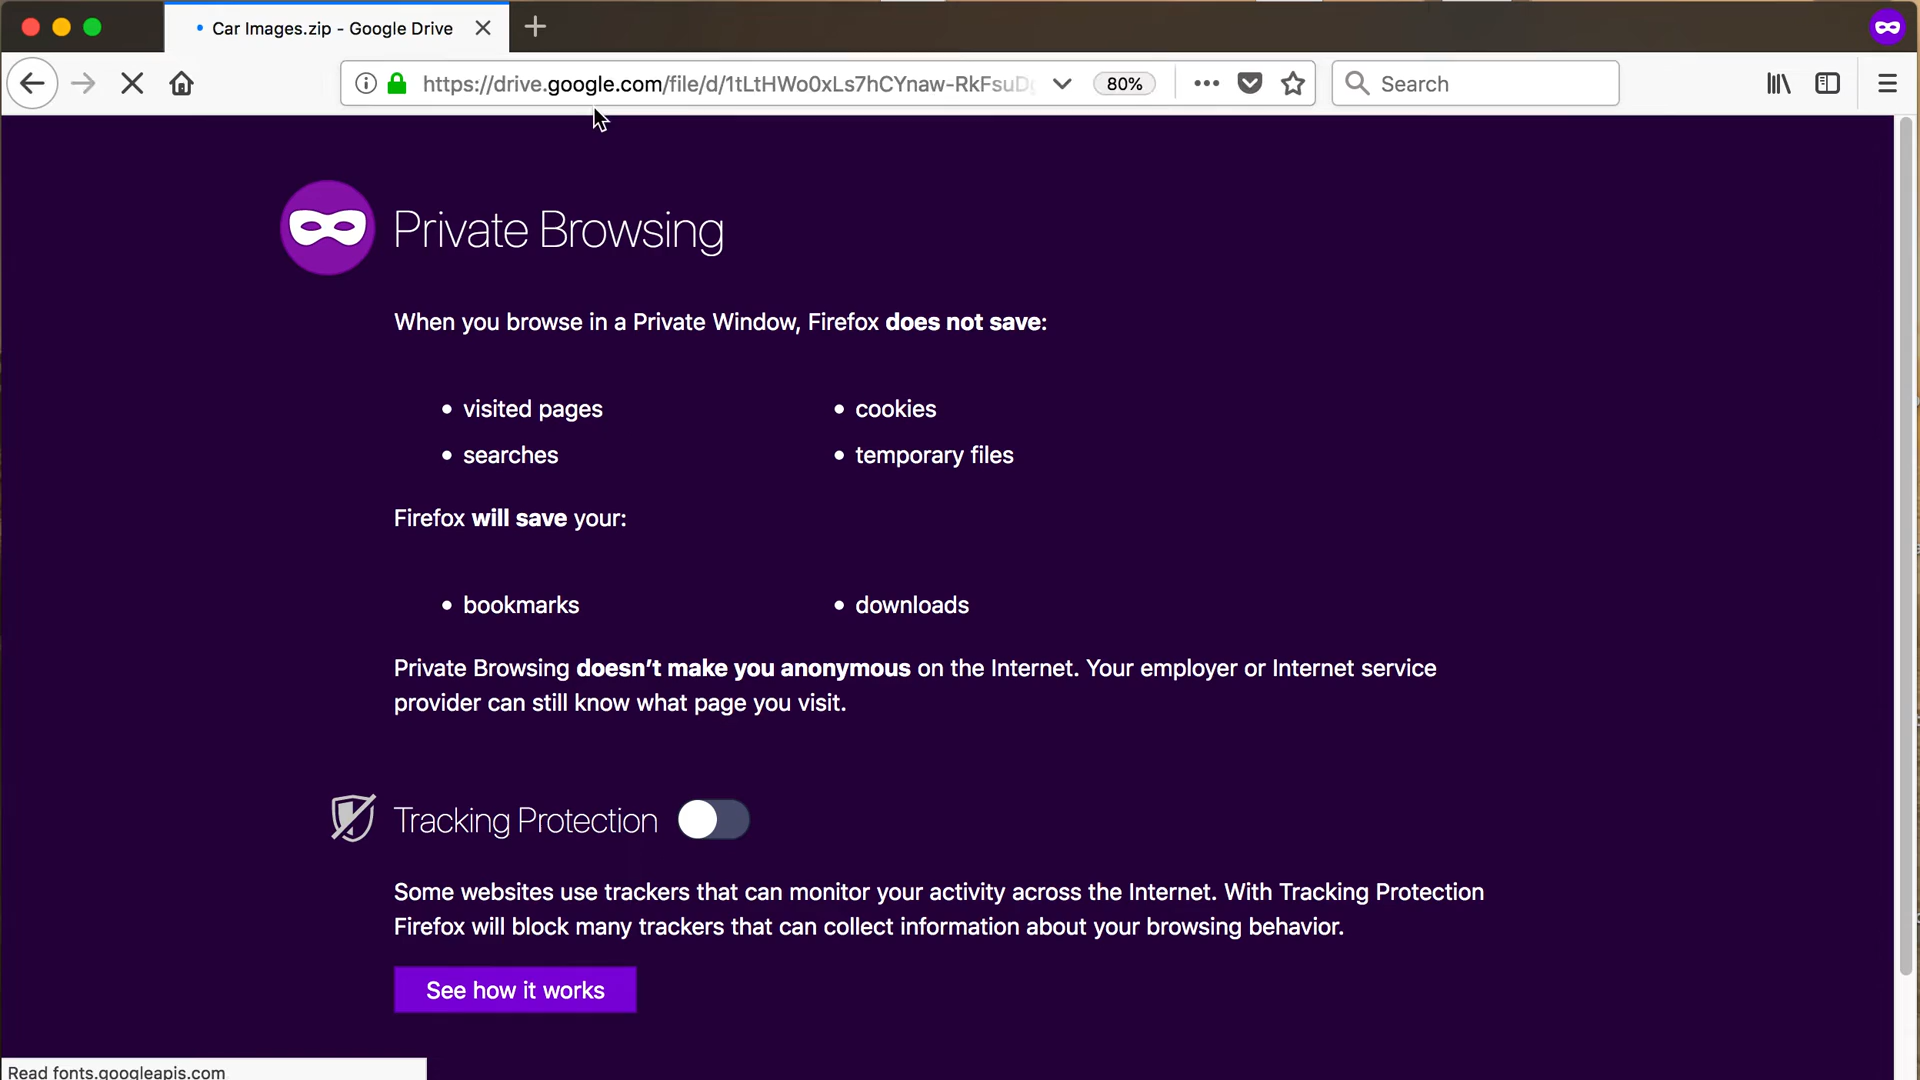 Car Images.zip - Google Drive
https://drive.google.com/file/d/1tLtHWo0xLs7hCYnaw-RkFsuD
80%
Search
Private Browsing
When you browse in a Private Window, Firefox does not save:
• visited pages
• cookies
• searches
• temporary files
Firefox will save your:
• bookmarks
• downloads
Private Browsing doesn’t make you anonymous on the Internet. Your employer or Internet service
provider can still know what page you visit.
Tracking Protection
Some websites use trackers that can monitor your activity across the Internet. With Tracking Protection
Firefox will block many trackers that can collect information about your browsing behavior.
See how it works
Read fonts.googleapis.com